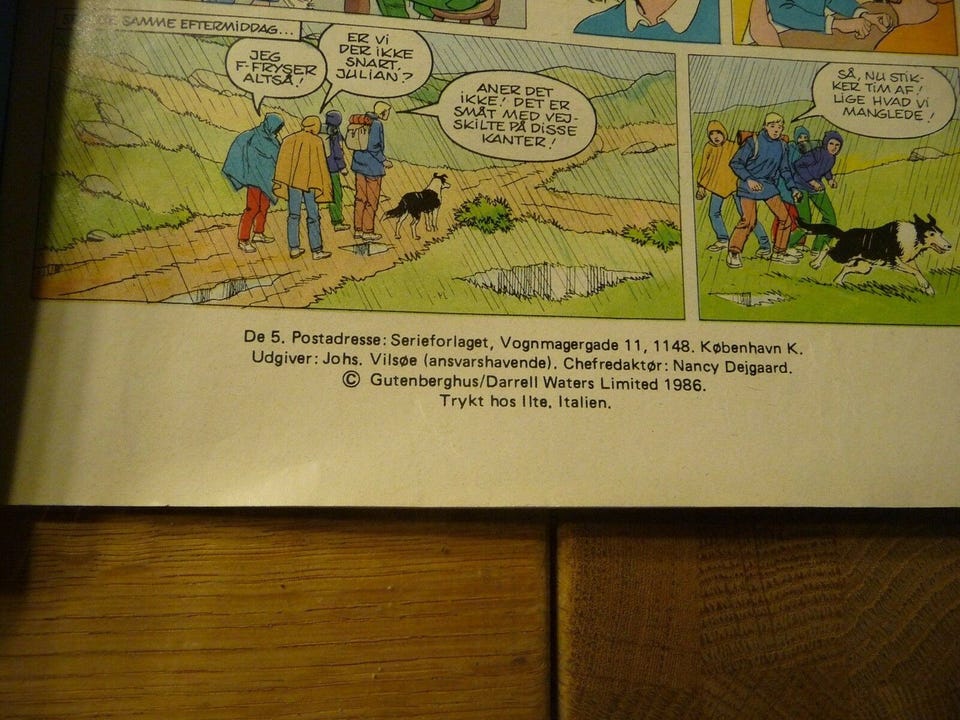 SAMME EFTERMIDDAG...
JEG
F-FRYSER
ALTSÅ!
ER VI
DER IKKE
SNART,
JULIAN?
ANER DET
IKKE! DET ER
SMÅT MED VEJ-
SKILTE PÅ DISSE
KANTER!
SÅ, NU STIK-
KER TIM AF!
LIGE HVAD VI
MANGLEDE!
De 5. Postadresse: Serieforlaget, Vognmagergade 11, 1148. København K.
Udgiver: Johs. Vilsøe (ansvarshavende). Chefredaktør: Nancy Dejgaard.
© Gutenberghus/Darrell Waters Limited 1986.
Trykt hos Ilte, Italien.